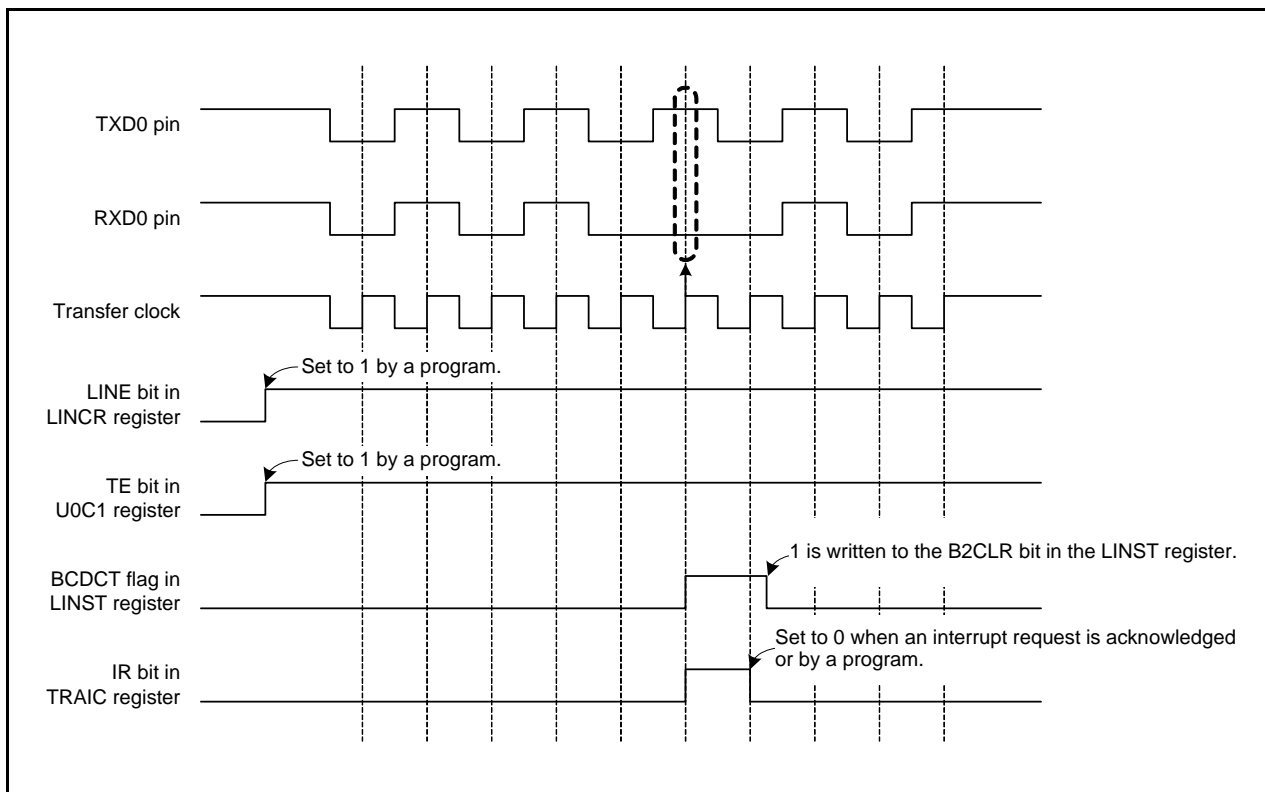 TXD0 pin
RXD0 pin
Transfer clock
Set to 1 by a program.
LINE bit in
LINCR register
Set to 1 by a program.
TE bit in
U0C1 register
1 is written to the B2CLR bit in the LINST register.
BCDCT flag in
LINST register
Set to 0 when an interrupt request is acknowledged
or by a program.
IR bit in
TRAIC register